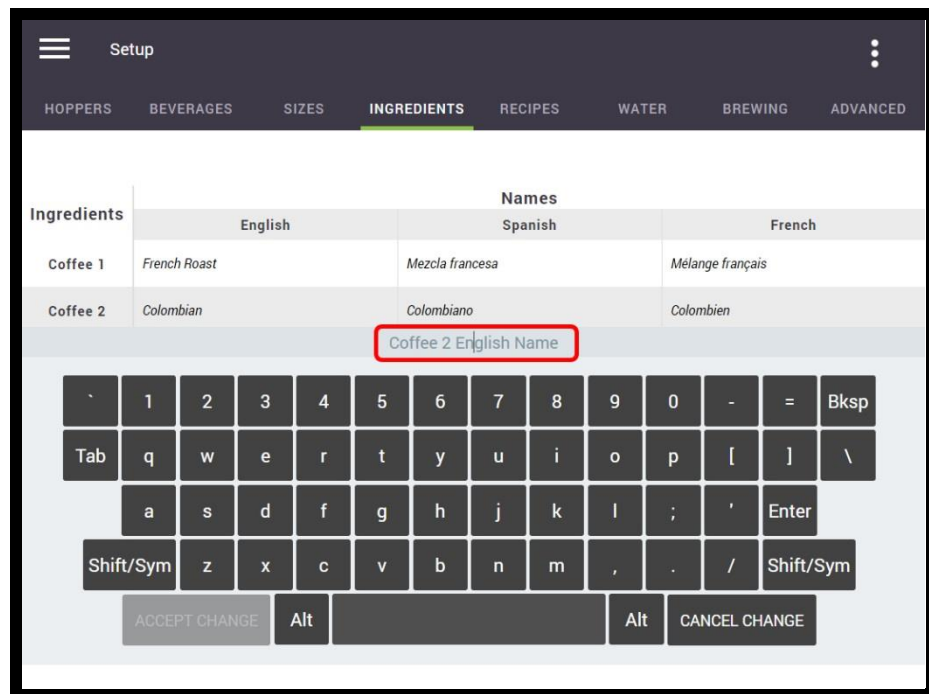 Setup
HOPPERS BEVERAGES SIZES INGREDIENTS RECIPES WATER BREWING ADVANCED
Names
Ingredients
English Spanish French
Coffee 1 French Roast Mezcla francesa Mélange français
Coffee 2 Colombian Colombiano Colombien
Coffee 2 English Name
` 1 2 3 4 5 6 7 8 9 0 - = Bksp
Tab q w e r t y u i o p [ ] \
a s d f g h j k l ; ' Enter
Shift/Sym z x c v b n m , . / Shift/Sym
ACCEPT CHANGE Alt Alt CANCEL CHANGE